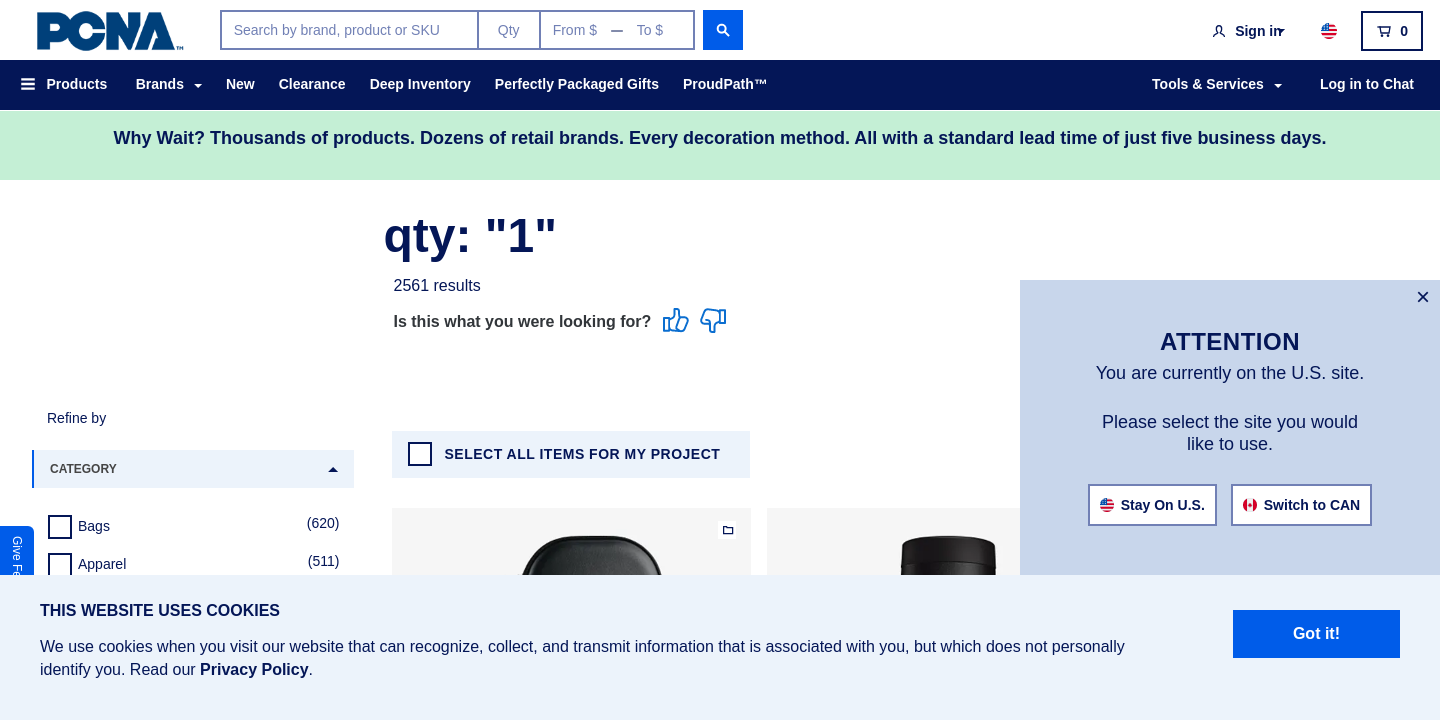 PCNA™
Search by brand, product or SKU
Qty
From $ — To $
Sign in
0
Products
Brands
New
Clearance
Deep Inventory
Perfectly Packaged Gifts
ProudPath™
Tools & Services
Log in to Chat
Why Wait? Thousands of products. Dozens of retail brands. Every decoration method. All with a standard lead time of just five business days.
qty: "1"
2561 results
Is this what you were looking for?
ATTENTION
You are currently on the U.S. site.
Please select the site you would
like to use.
Stay On U.S.
Switch to CAN
Refine by
SELECT ALL ITEMS FOR MY PROJECT
CATEGORY
Bags (620)
Apparel (511)
Give Fe
THIS WEBSITE USES COOKIES
We use cookies when you visit our website that can recognize, collect, and transmit information that is associated with you, but which does not personally
identify you. Read our Privacy Policy.
Got it!